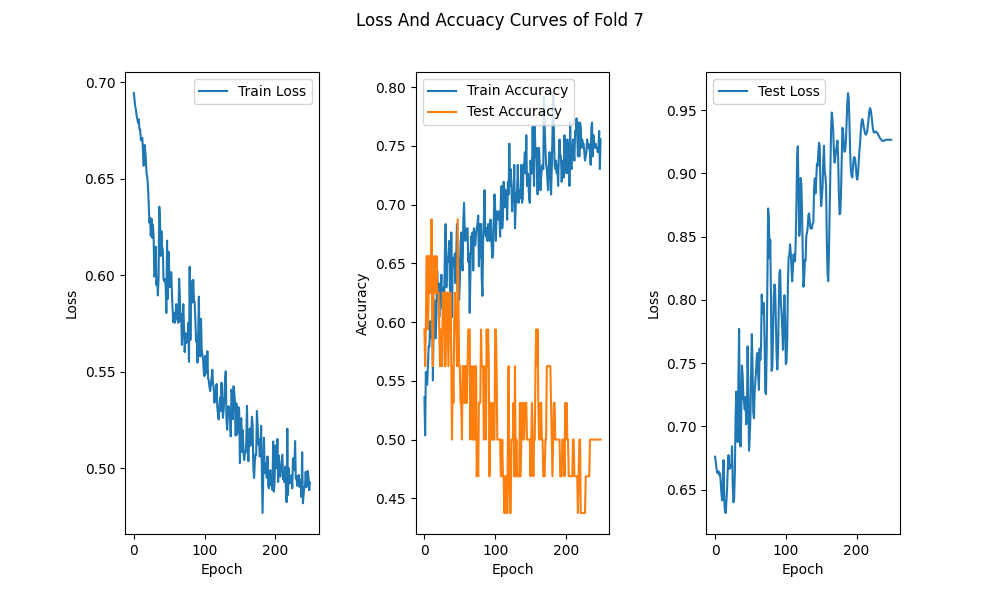 Loss And Accuacy Curves of Fold 7
Train Loss
Train Accuracy
Test Accuracy
Test Loss
0.70
0.65
0.60
0.55
0.50
Loss
0 100 200
Epoch
0.80
0.75
0.70
0.65
0.60
0.55
0.50
0.45
Accuracy
0 100 200
Epoch
0.95
0.90
0.85
0.80
0.75
0.70
0.65
Loss
0 100 200
Epoch